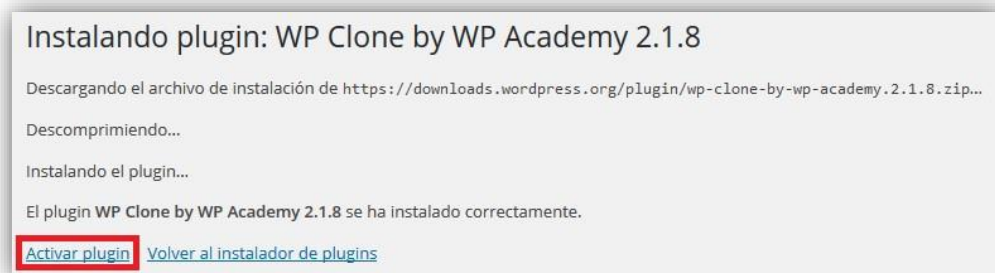 Instalando plugin: WP Clone by WP Academy 2.1.8
Descargando el archivo de instalación de https://downloads.wordpress.org/plugin/wp-clone-by-wp-academy.2.1.8.zip…
Descomprimiendo…
Instalando el plugin…
El plugin WP Clone by WP Academy 2.1.8 se ha instalado correctamente.
Activar plugin Volver al instalador de plugins